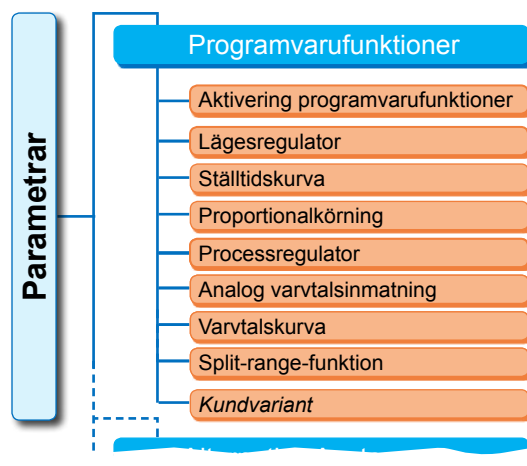 Parametrar
Programvarufunktioner
Aktivering programvarufunktioner
Lägesregulator
Ställtidskurva
Proportionalkörning
Processregulator
Analog varvtalsinmatning
Varvtalskurva
Split-range-funktion
Kundvariant